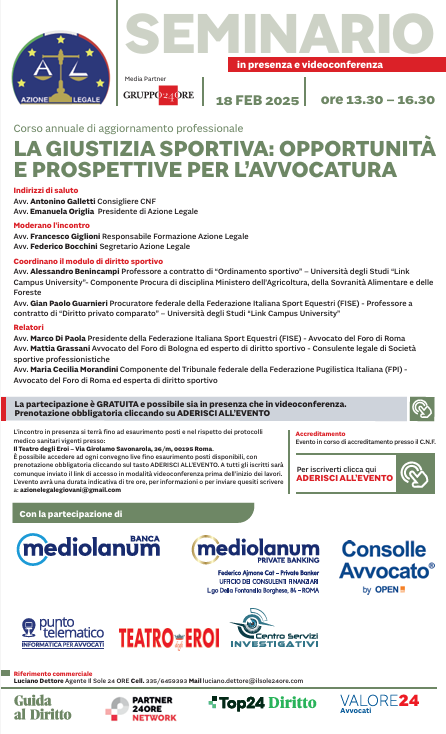 SEMINARIO
in presenza e videoconferenza
AZIONE LEGALE
Media Partner
GRUPPO24ORE
18 FEB 2025
ore 13.30 – 16.30
Corso annuale di aggiornamento professionale
LA GIUSTIZIA SPORTIVA: OPPORTUNITÀ
E PROSPETTIVE PER L'AVVOCATURA
Indirizzi di saluto
Avv. Antonino Galletti Consigliere CNF
Avv. Emanuela Origlia Presidente di Azione Legale
Moderano l'incontro
Avv. Francesco Giglioni Responsabile Formazione Azione Legale
Avv. Federico Bocchini Segretario Azione Legale
Coordinano il modulo di diritto sportivo
Avv. Alessandro Benincampi Professore a contratto di "Ordinamento sportivo" – Università degli Studi "Link
Campus University"- Componente Procura di disciplina Ministero dell'Agricoltura, della Sovranità Alimentare e delle
Foreste
Avv. Gian Paolo Guarnieri Procuratore federale della Federazione Italiana Sport Equestri (FISE) - Professore a
contratto di "Diritto privato comparato" – Università degli Studi "Link Campus University"
Relatori
Avv. Marco Di Paola Presidente della Federazione Italiana Sport Equestri (FISE) - Avvocato del Foro di Roma
Avv. Mattia Grassani Avvocato del Foro di Bologna ed esperto di diritto sportivo - Consulente legale di Società
sportive professionistiche
Avv. Maria Cecilia Morandini Componente del Tribunale federale della Federazione Pugilistica Italiana (FPI) -
Avvocato del Foro di Roma ed esperta di diritto sportivo
La partecipazione è GRATUITA e possibile sia in presenza che in videoconferenza.
Prenotazione obbligatoria cliccando su ADERISCI ALL'EVENTO
L'incontro in presenza si terrà fino ad esaurimento posti e nel rispetto dei protocolli
medico sanitari vigenti presso:
Il Teatro degli Eroi – Via Girolamo Savonarola, 36/m, 00195 Roma.
È possibile accedere ad ogni convegno live fino esaurimento posti disponibili, con
prenotazione obbligatoria cliccando sul tasto ADERISCI ALL'EVENTO. A tutti gli iscritti sarà
comunque inviato il link di accesso in modalità videoconferenza prima dell'inizio dei lavori.
L'evento avrà una durata indicativa di tre ore, per informazioni o per inviare quesiti scrivere
a: azionelegalegiovani@gmail.com
Accreditamento
Evento in corso di accreditamento presso il C.N.F.
Per iscriverti clicca qui
ADERISCI ALL'EVENTO
Con la partecipazione di
BANCA
mediolanum
mediolanum
PRIVATE BANKING
Federico Ajmone Cat – Private Banker
UFFICIO DEI CONSULENTI FINANZIARI
L.go Della Fontanella Borghese, 84 – ROMA
Consolle
Avvocato®
by OPEN
punto
telematico
INFORMATICA PER AVVOCATI
TEATRO EROI
Centro Servizi
INVESTIGATIVI
Riferimento commerciale
Luciano Dettore Agente Il Sole 24 ORE Cell. 335/6459393 Mail luciano.dettore@ilsole24ore.com
Guida
al Diritto
PARTNER
24ORE
NETWORK
Top24 Diritto
VALORE24
Avvocati